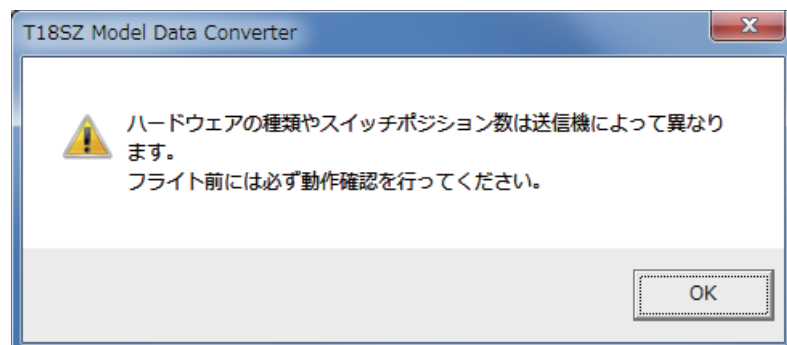 T18SZ Model Data Converter
ハードウェアの種類やスイッチポジション数は送信機によって異なり
ます。
フライト前には必ず動作確認を行ってください。
OK